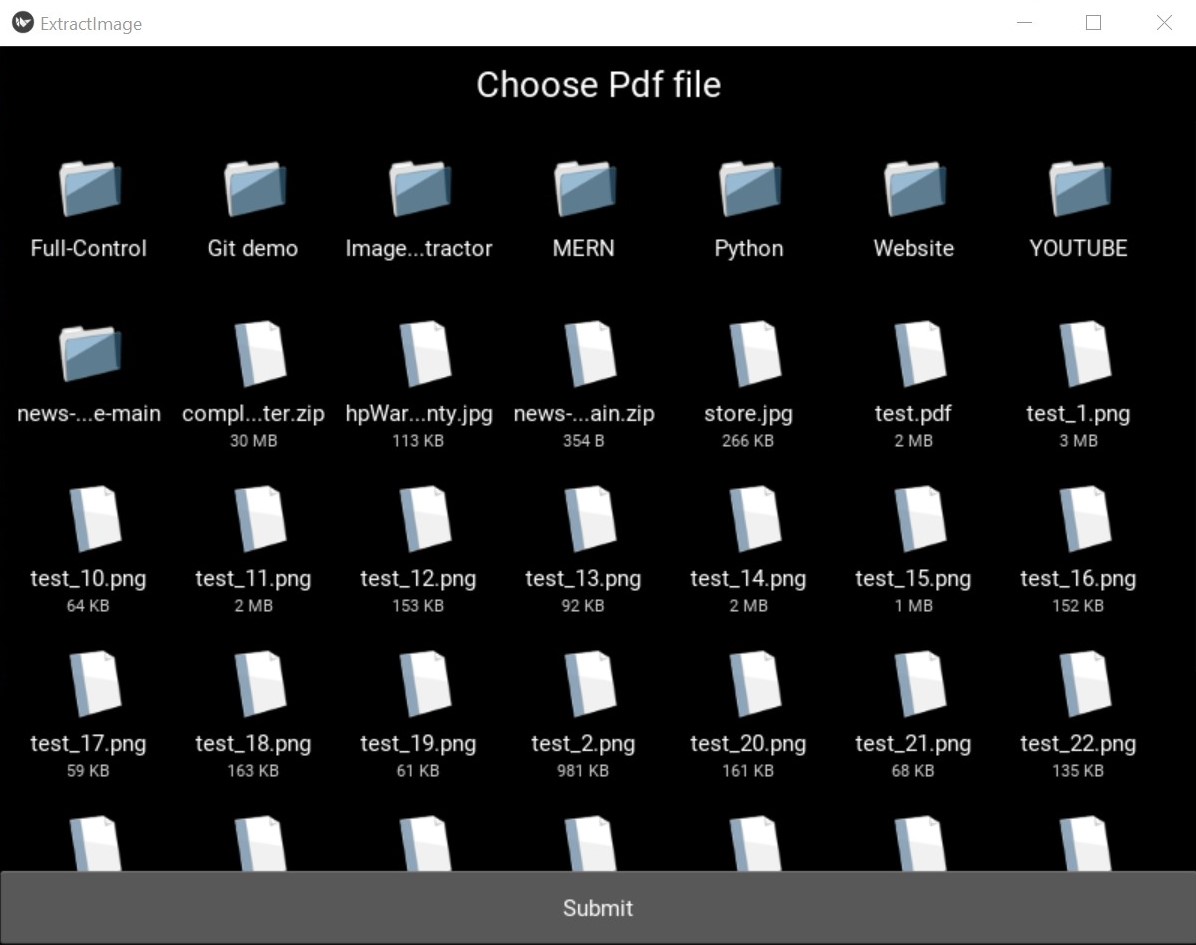 ExtractImage
Choose Pdf file
Full-Control Git demo Image...tractor MERN Python Website YOUTUBE
news-...e-main compl...ter.zip hpWar...nty.jpg news-...ain.zip store.jpg test.pdf test_1.png
30 MB 113 KB 354 B 266 KB 2 MB 3 MB
test_10.png test_11.png test_12.png test_13.png test_14.png test_15.png test_16.png
64 KB 2 MB 153 KB 92 KB 2 MB 1 MB 152 KB
test_17.png test_18.png test_19.png test_2.png test_20.png test_21.png test_22.png
59 KB 163 KB 61 KB 981 KB 161 KB 68 KB 135 KB
Submit